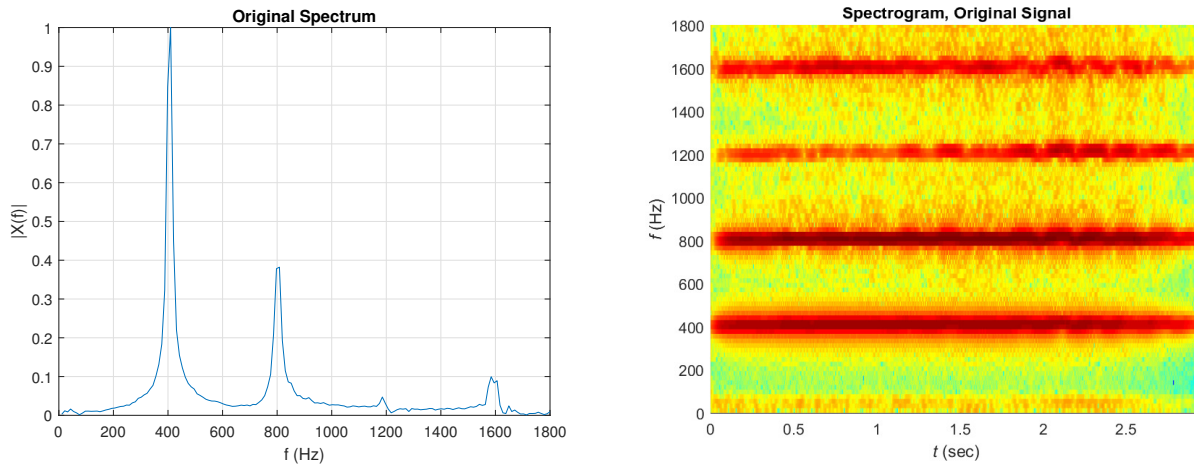 Original Spectrum
1
0.9
0.8
0.7
0.6
0.5
0.4
0.3
0.2
0.1
0
|X(f)|
0 200 400 600 800 1000 1200 1400 1600 1800
f (Hz)
Spectrogram, Original Signal
1800
1600
1400
1200
1000
800
600
400
200
0
f (Hz)
0 0.5 1 1.5 2 2.5
t (sec)